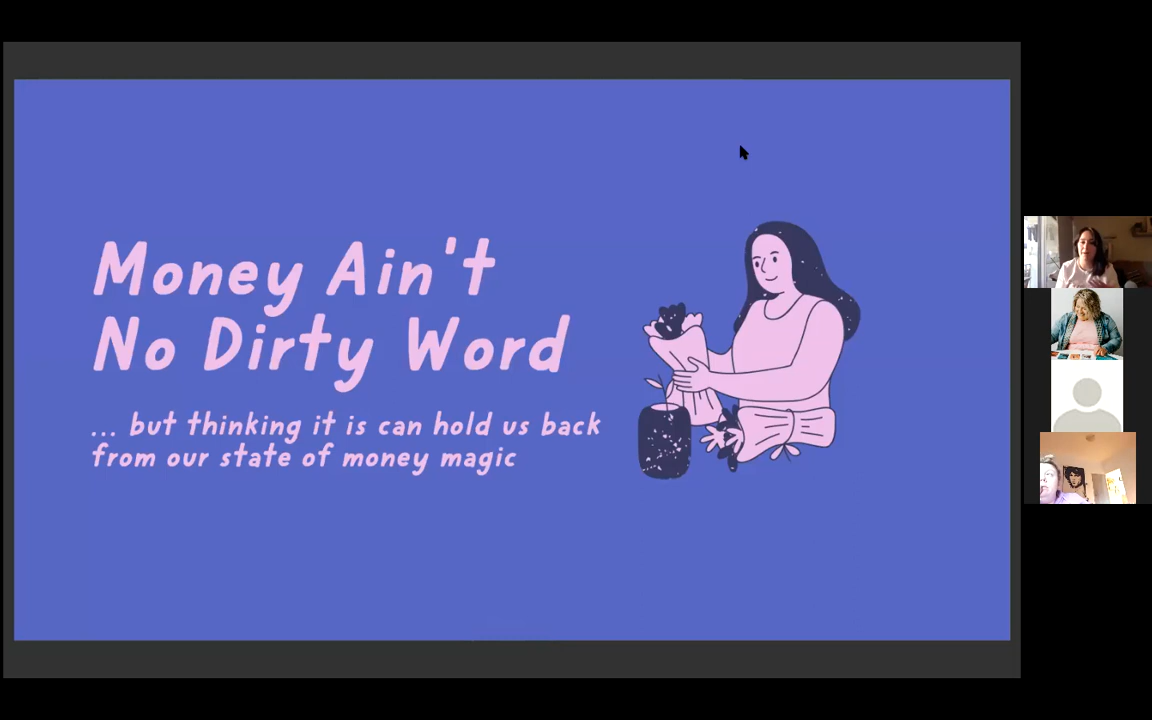 Money Ain't
No Dirty Word
... but thinking it is can hold us back
from our state of money magic